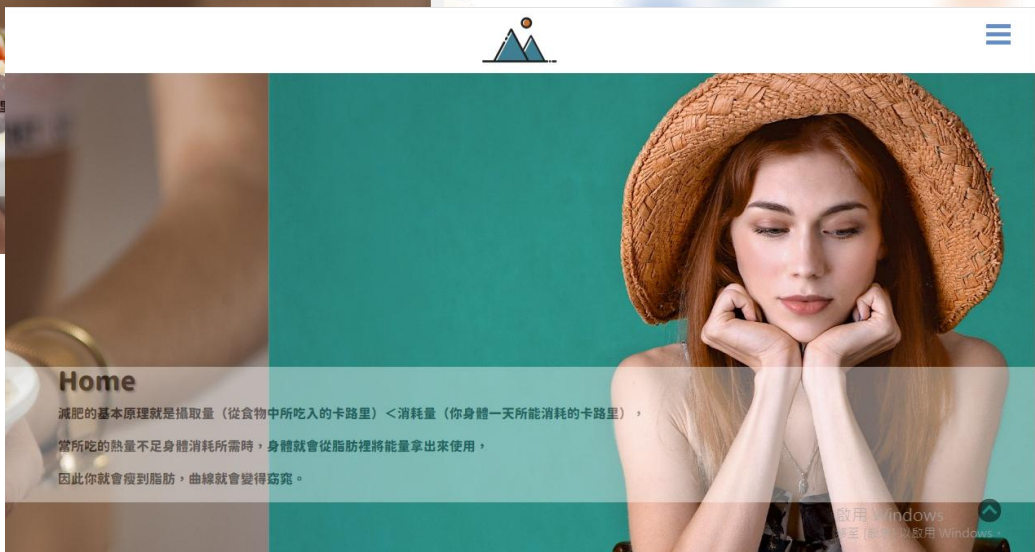 Home
減肥的基本原理就是攝取量（從食物中所吃入的卡路里）＜消耗量（你身體一天所能消耗的卡路里），
當所吃的熱量不足身體消耗所需時，身體就會從脂肪裡將能量拿出來使用，
因此你就會瘦到脂肪，曲線就會變得窈窕。
啟用 Windows
以啟用 Windows。